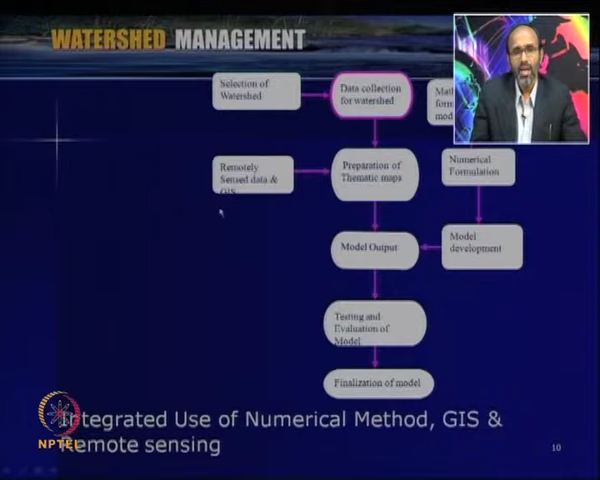 WATERSHED MANAGEMENT
Selection of
Watershed
Data collection
for watershed
Remotely
Sensed data &
GIS
Preparation of
Thematic maps
Numerical
Formulation
Model Output
Model
development
Testing and
Evaluation of
Model
Finalization of model
Integrated Use of Numerical Method, GIS &
Remote sensing
NPTEL
10